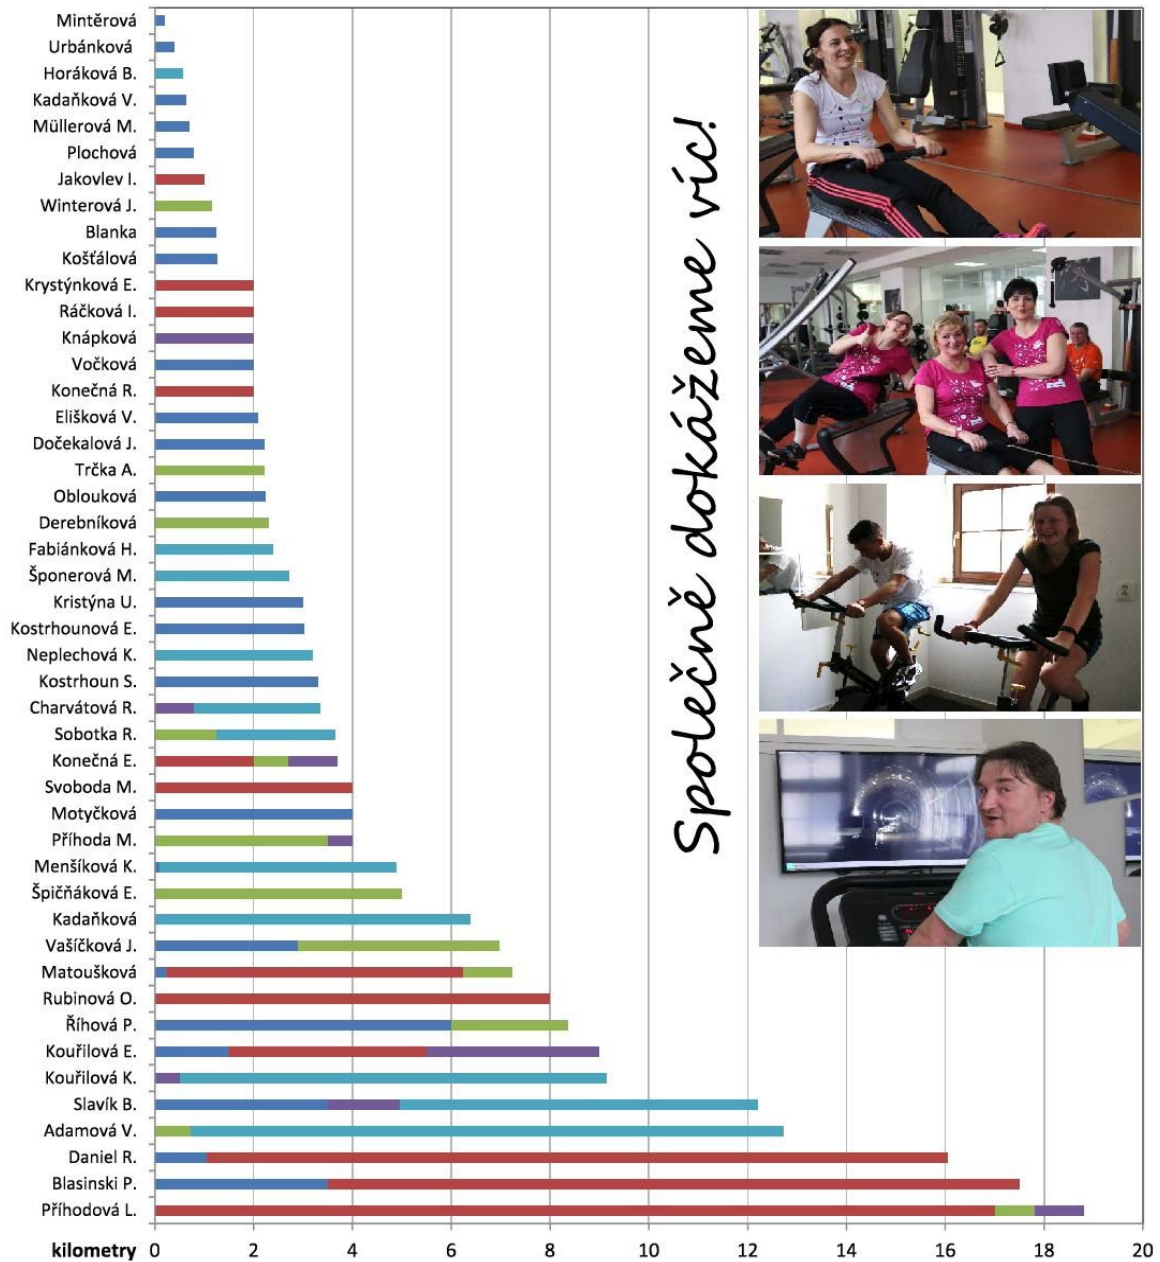 Mintěrová
Urbánková
Horáková B.
Kadaňková V.
Müllerová M.
Plochová
Jakovlev I.
Winterová J.
Blanka
Košťálová
Krystýnková E.
Ráčková I.
Knápková
Vočková
Konečná R.
Elišková V.
Dočekalová J.
Trčka A.
Oblouková
Derebníková
Fabiánková H.
Šponerová M.
Kristýna U.
Kostrhounová E.
Neplechová K.
Kostrhoun S.
Charvátová R.
Sobotka R.
Konečná E.
Svoboda M.
Motyčková
Příhoda M.
Menšíková K.
Špičňáková E.
Kadaňková
Vašíčková J.
Matoušková
Rubinová O.
Říhová P.
Kouřilová E.
Kouřilová K.
Slavík B.
Adamová V.
Daniel R.
Blasinski P.
Příhodová L.
kilometry 0 2 4 6 8 10 12 14 16 18 20
Společně dokážeme víc!